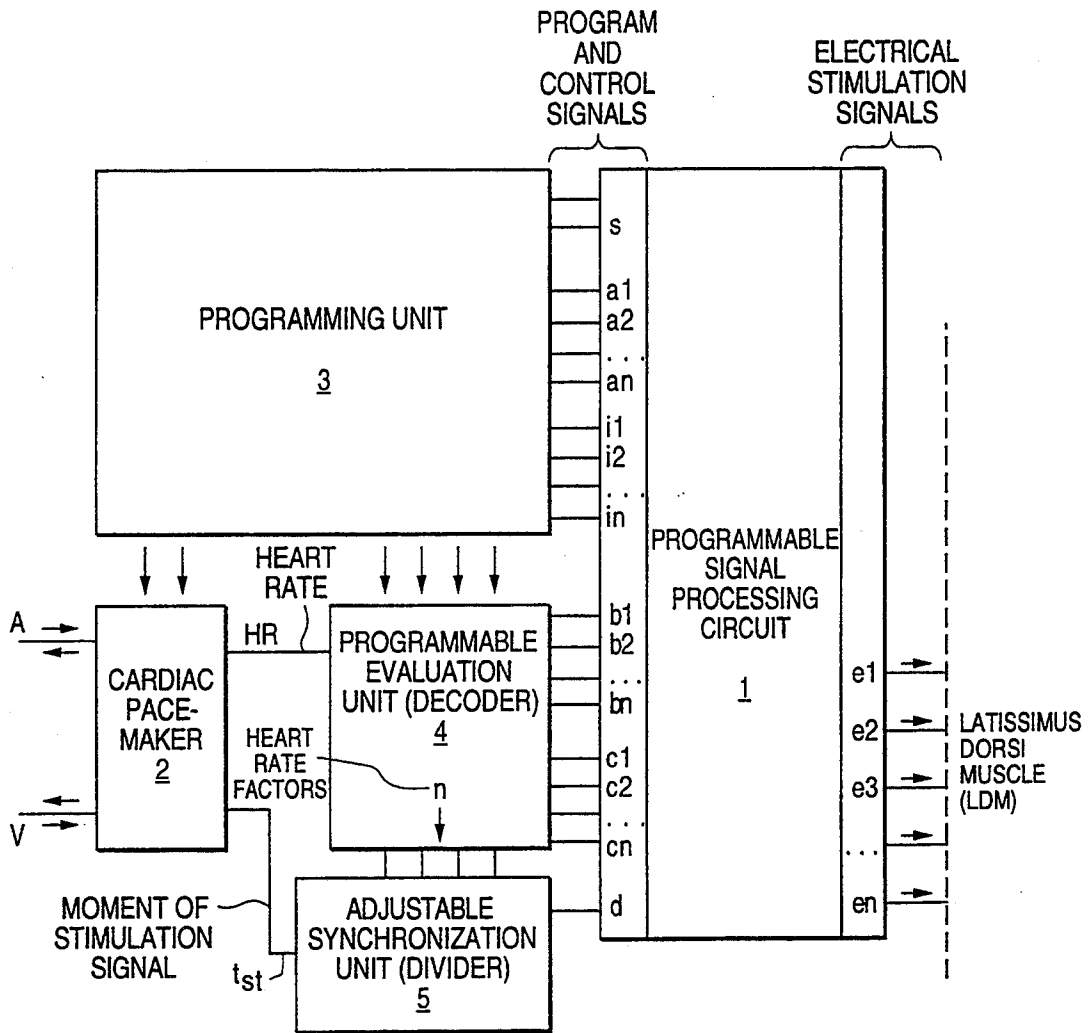 PROGRAM
AND
CONTROL
SIGNALS
ELECTRICAL
STIMULATION
SIGNALS
PROGRAMMING UNIT
3
s
a1
a2
...
an
i1
i2
...
in
PROGRAMMABLE
SIGNAL
PROCESSING
CIRCUIT
1
HEART
RATE
A
V
HR
CARDIAC
PACE-
MAKER
2
PROGRAMMABLE
EVALUATION
UNIT (DECODER)
4
HEART
RATE
FACTORS
n
b1
b2
...
bn
c1
c2
...
cn
e1
e2
e3
...
en
LATISSIMUS
DORSI
MUSCLE
(LDM)
MOMENT OF
STIMULATION
SIGNAL
tst
ADJUSTABLE
SYNCHRONIZATION
UNIT (DIVIDER)
5
d